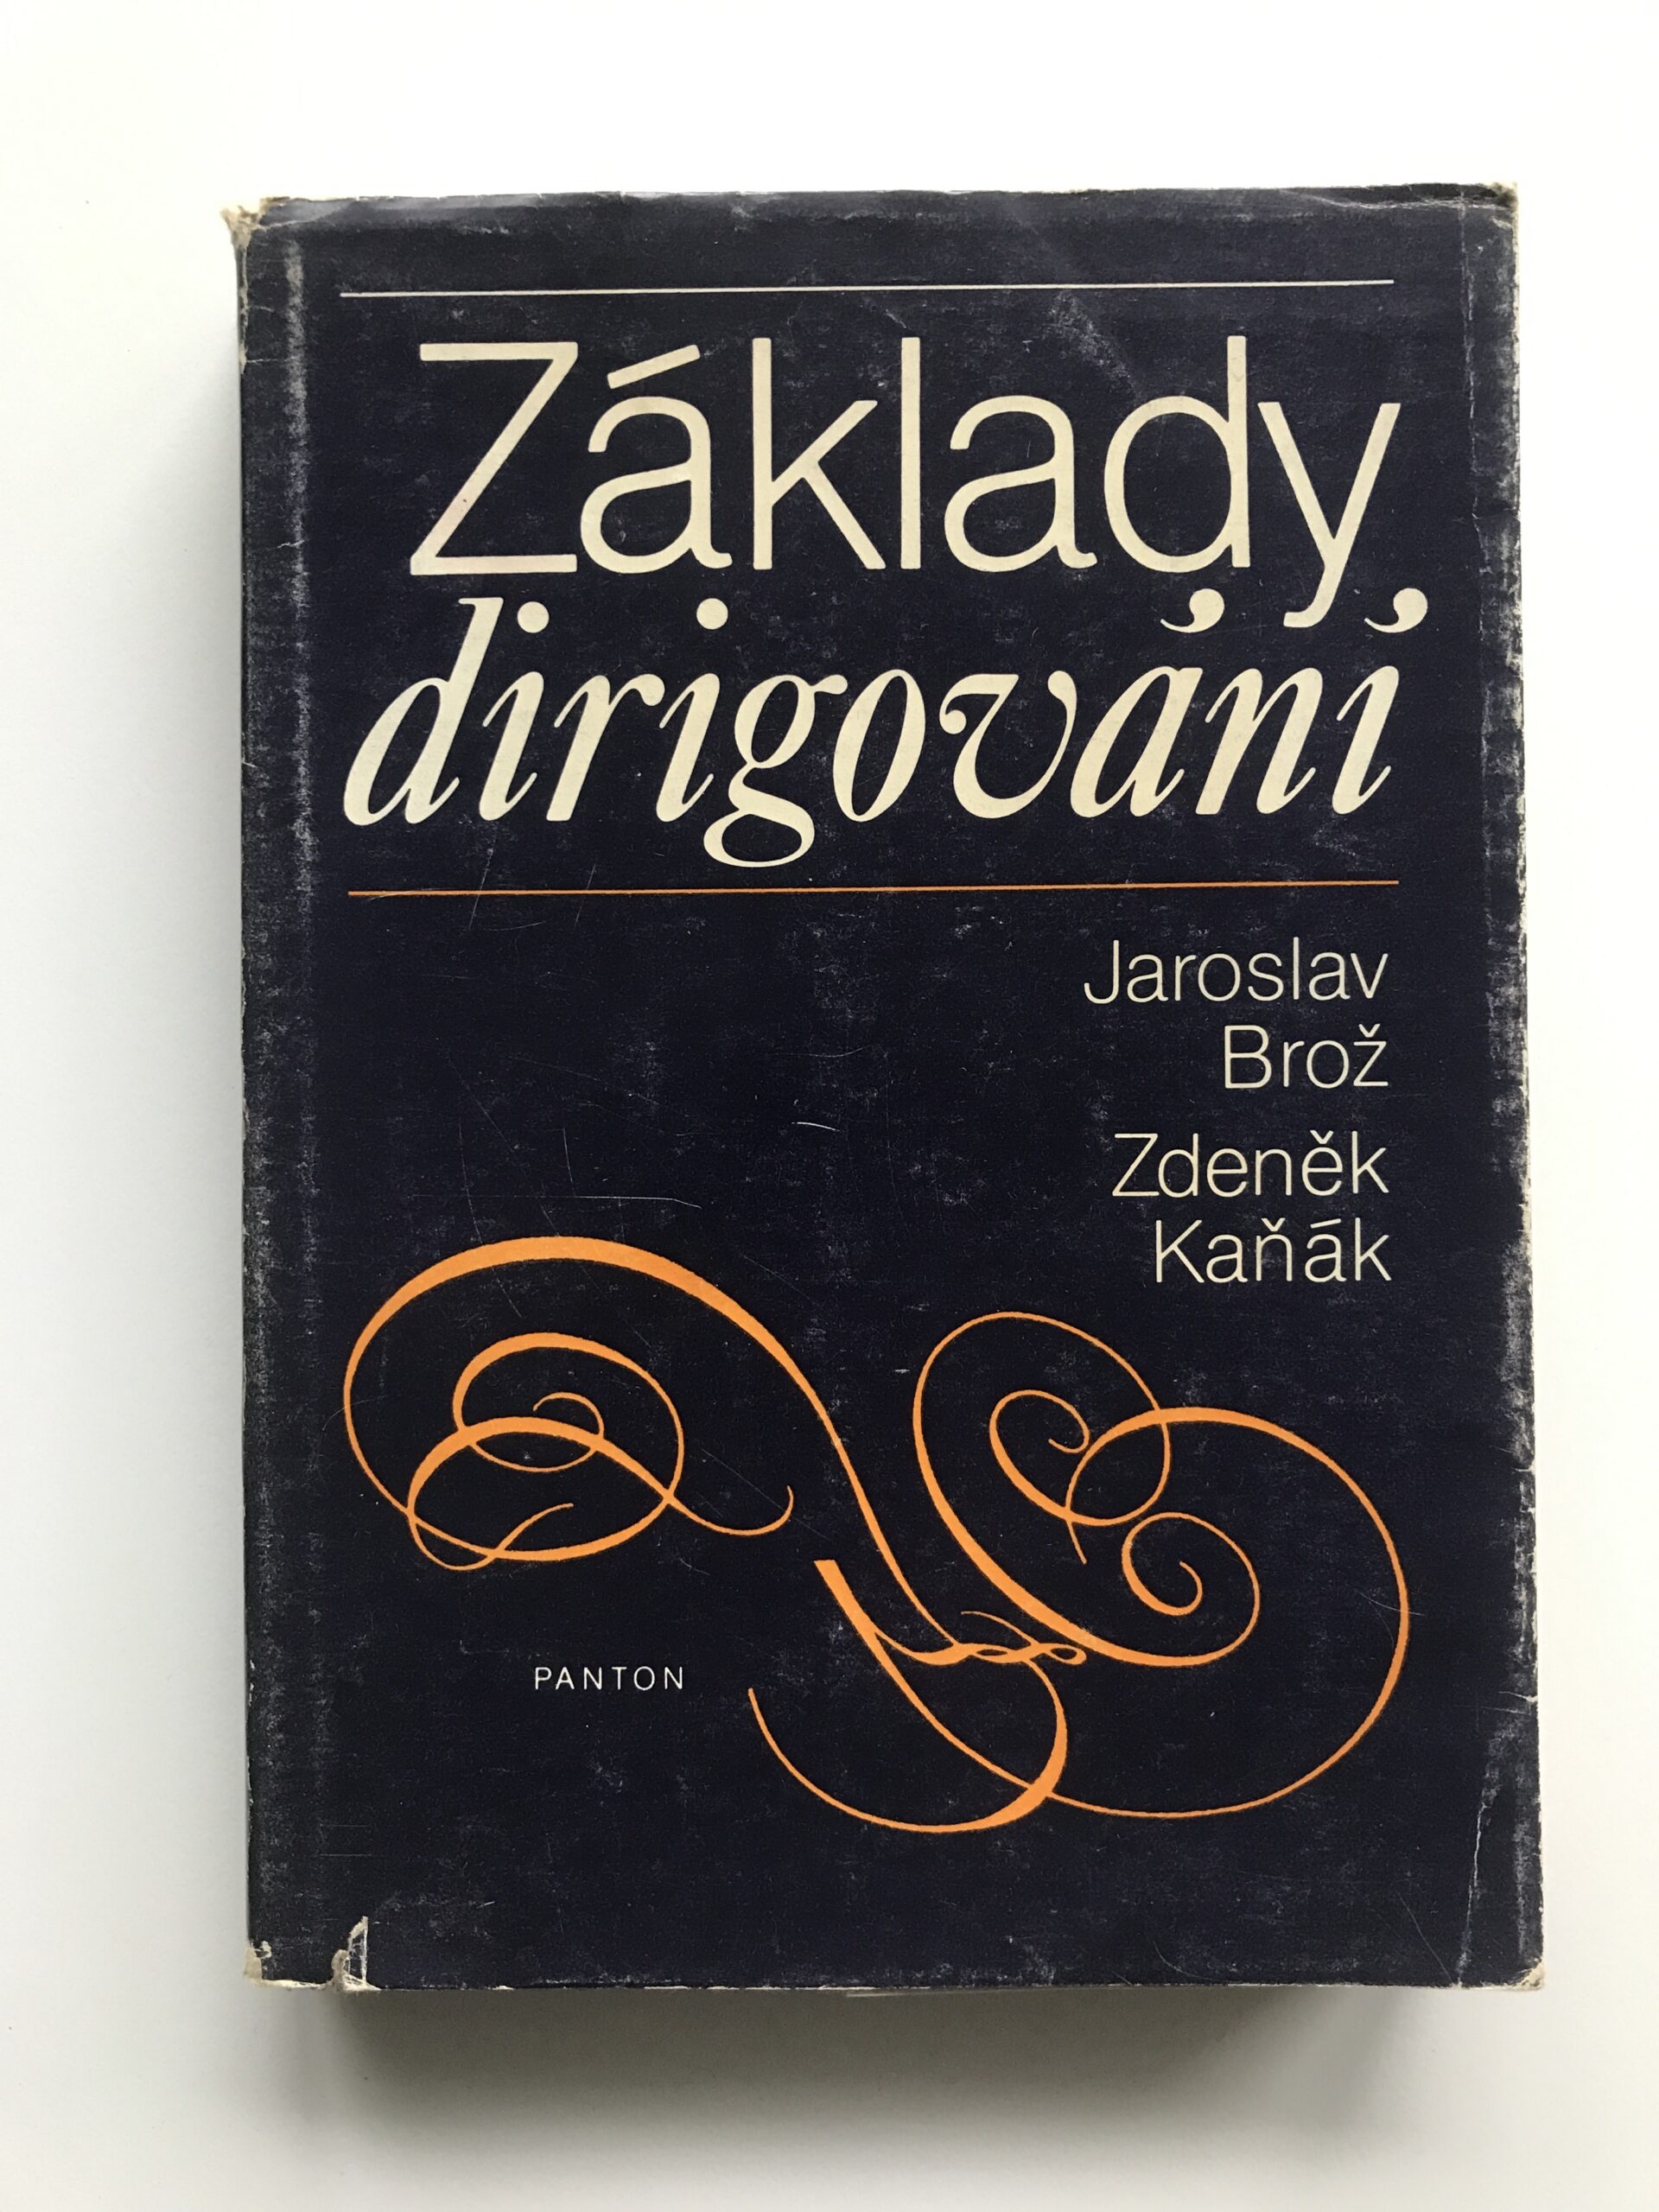 Základy
dirigování
Jaroslav
Brož
Zdeněk
Kaňák
PANTON